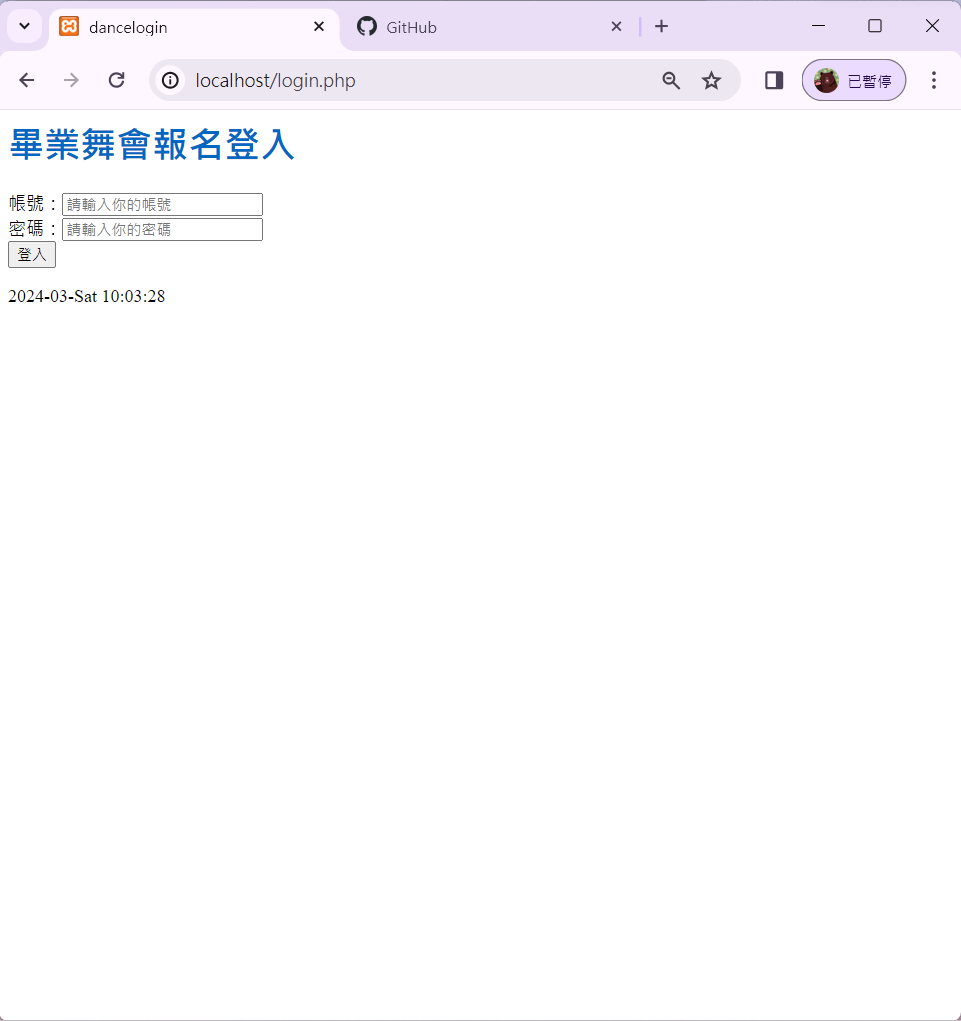 dancelogin
GitHub
localhost/login.php
已暫停
畢業舞會報名登入
帳號：請輸入你的帳號
密碼：請輸入你的密碼
登入
2024-03-Sat 10:03:28